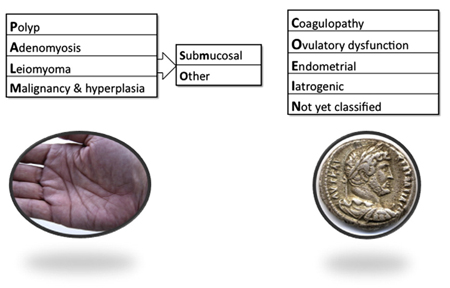 Polyp
Adenomyosis
Leiomyoma
Malignancy & hyperplasia
Submucosal
Other
Coagulopathy
Ovulatory dysfunction
Endometrial
Iatrogenic
Not yet classified